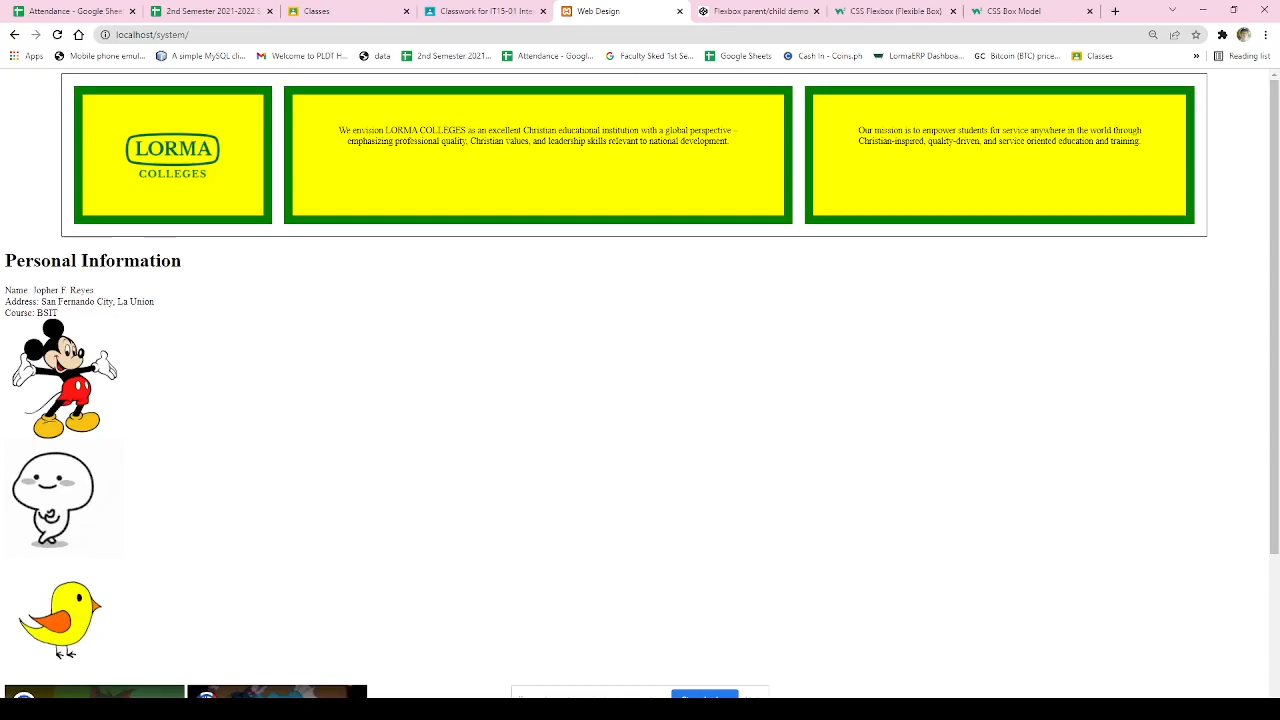 Attendance - Google Shee
2nd Semester 2021-2022 S
Classes
Classwork for IT15-01 Inte
Web Design
Flexbox parent/child demo
CSS Flexbox (Flexible Box)
CSS Box Model
localhost/system/
Apps
Mobile phone emul...
A simple MySQL cli...
Welcome to PLDT H...
data
2nd Semester 2021...
Attendance - Googl...
Faculty Sked 1st Se...
Google Sheets
Cash In - Coins.ph
LormaERP Dashboa...
GC Bitcoin (BTC) price...
Classes
»
Reading list
LORMA
COLLEGES
We envision LORMA COLLEGES as an excellent Christian educational institution with a global perspective –
emphasizing professional quality, Christian values, and leadership skills relevant to national development.
Our mission is to empower students for service anywhere in the world through
Christian-inspired, quality-driven, and service oriented education and training.
Personal Information
Name: Jopher F. Reyes
Address: San Fernando City, La Union
Course: BSIT